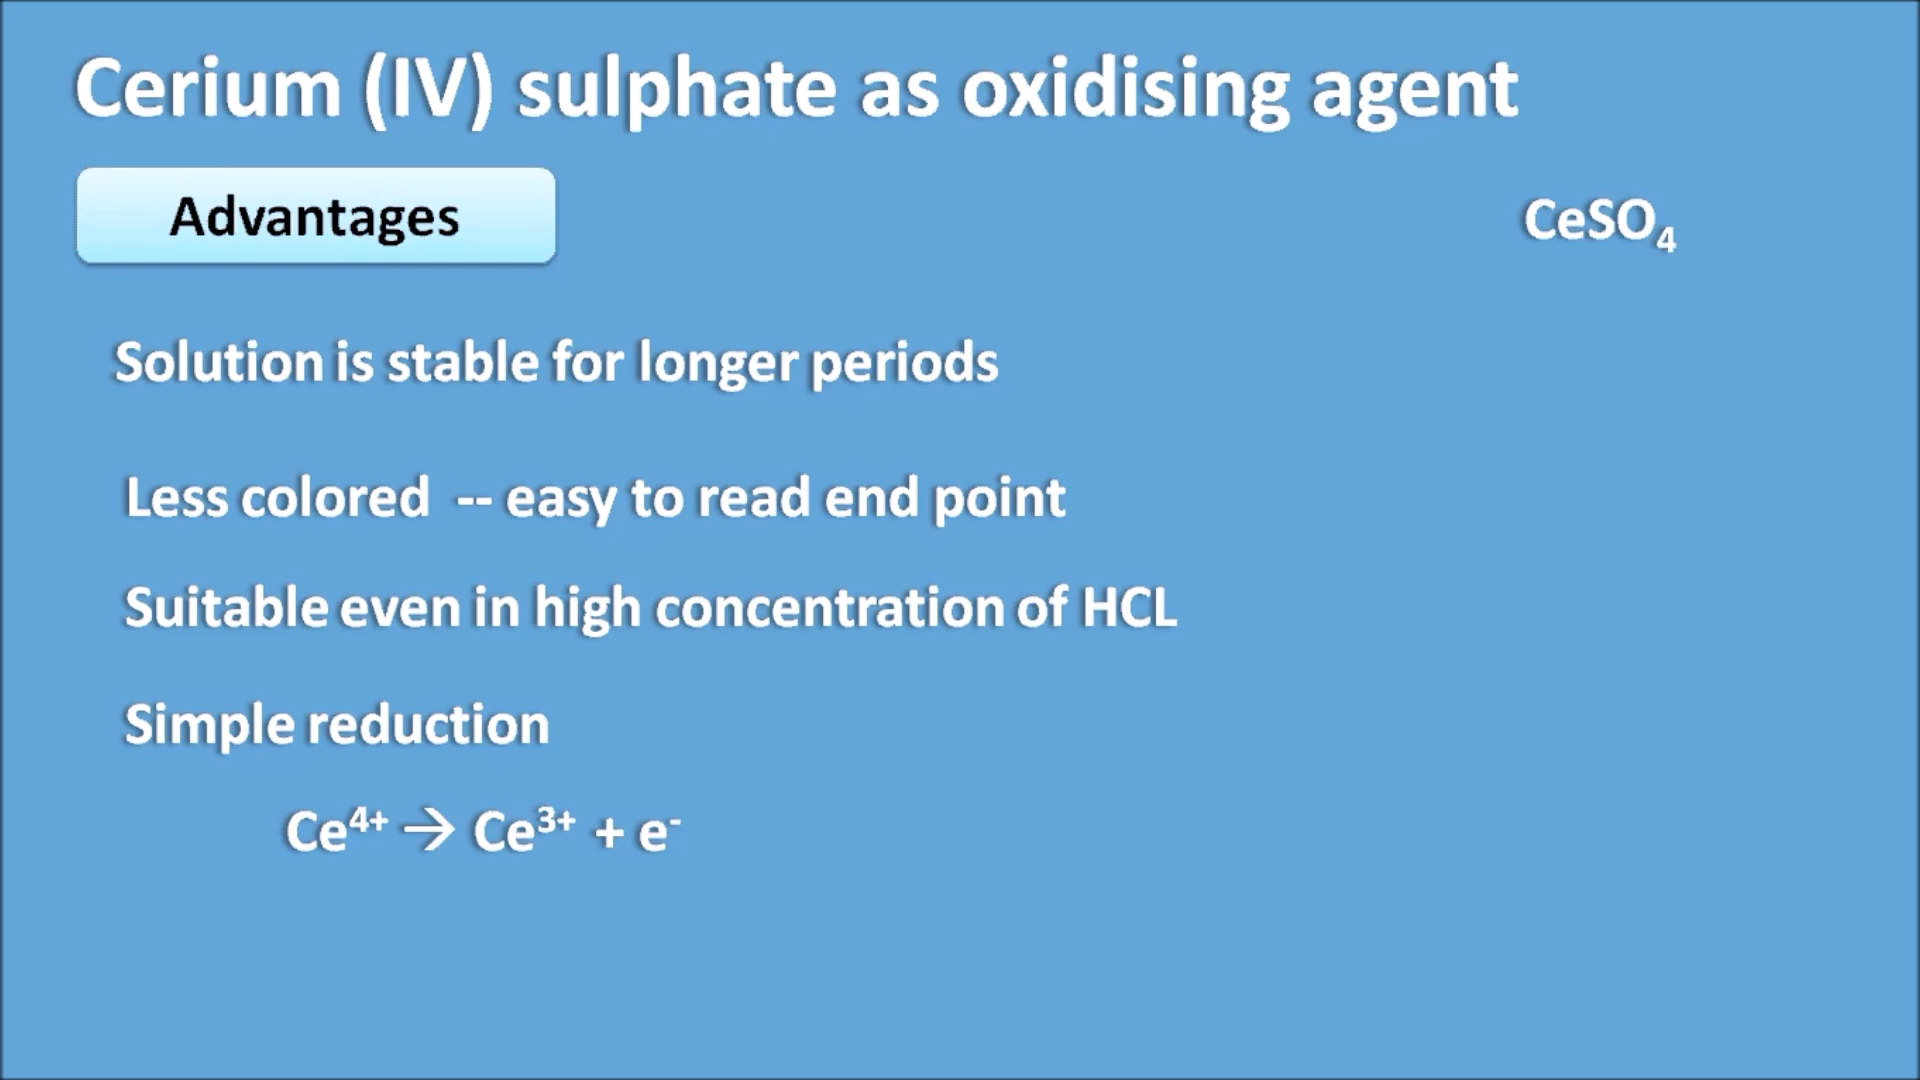 Cerium (IV) sulphate as oxidising agent
Advantages
CeSO₄
Solution is stable for longer periods
Less colored -- easy to read end point
Suitable even in high concentration of HCL
Simple reduction
Ce⁴⁺ → Ce³⁺ + e⁻